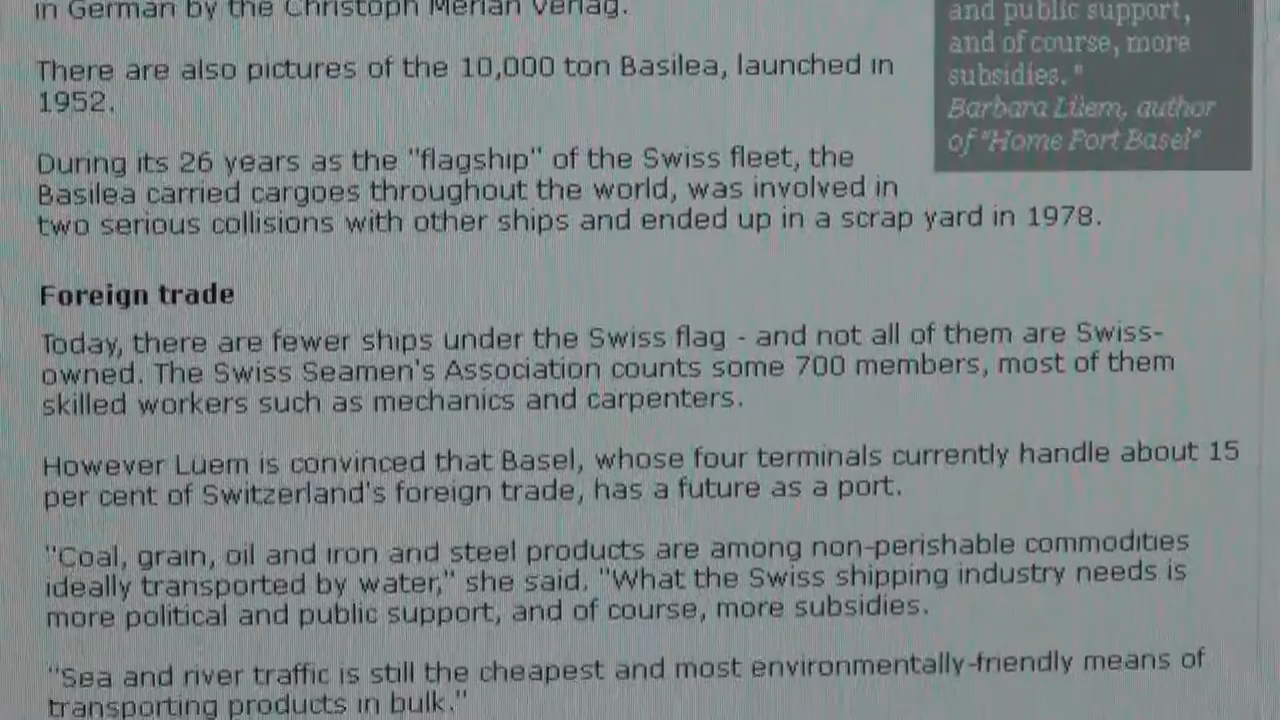 in German by the Christoph Merian Verlag.
There are also pictures of the 10,000 ton Basilea, launched in
1952.
During its 26 years as the "flagship" of the Swiss fleet, the
Basilea carried cargoes throughout the world, was involved in
two serious collisions with other ships and ended up in a scrap yard in 1978.
and public support,
and of course, more
subsidies."
Barbara Lüem, author
of "Home Port Basel"
Foreign trade
Today, there are fewer ships under the Swiss flag - and not all of them are Swiss-
owned. The Swiss Seamen's Association counts some 700 members, most of them
skilled workers such as mechanics and carpenters.
However Lüem is convinced that Basel, whose four terminals currently handle about 15
per cent of Switzerland's foreign trade, has a future as a port.
"Coal, grain, oil and iron and steel products are among non-perishable commodities
ideally transported by water," she said. "What the Swiss shipping industry needs is
more political and public support, and of course, more subsidies.
"Sea and river traffic is still the cheapest and most environmentally-friendly means of
transporting products in bulk."